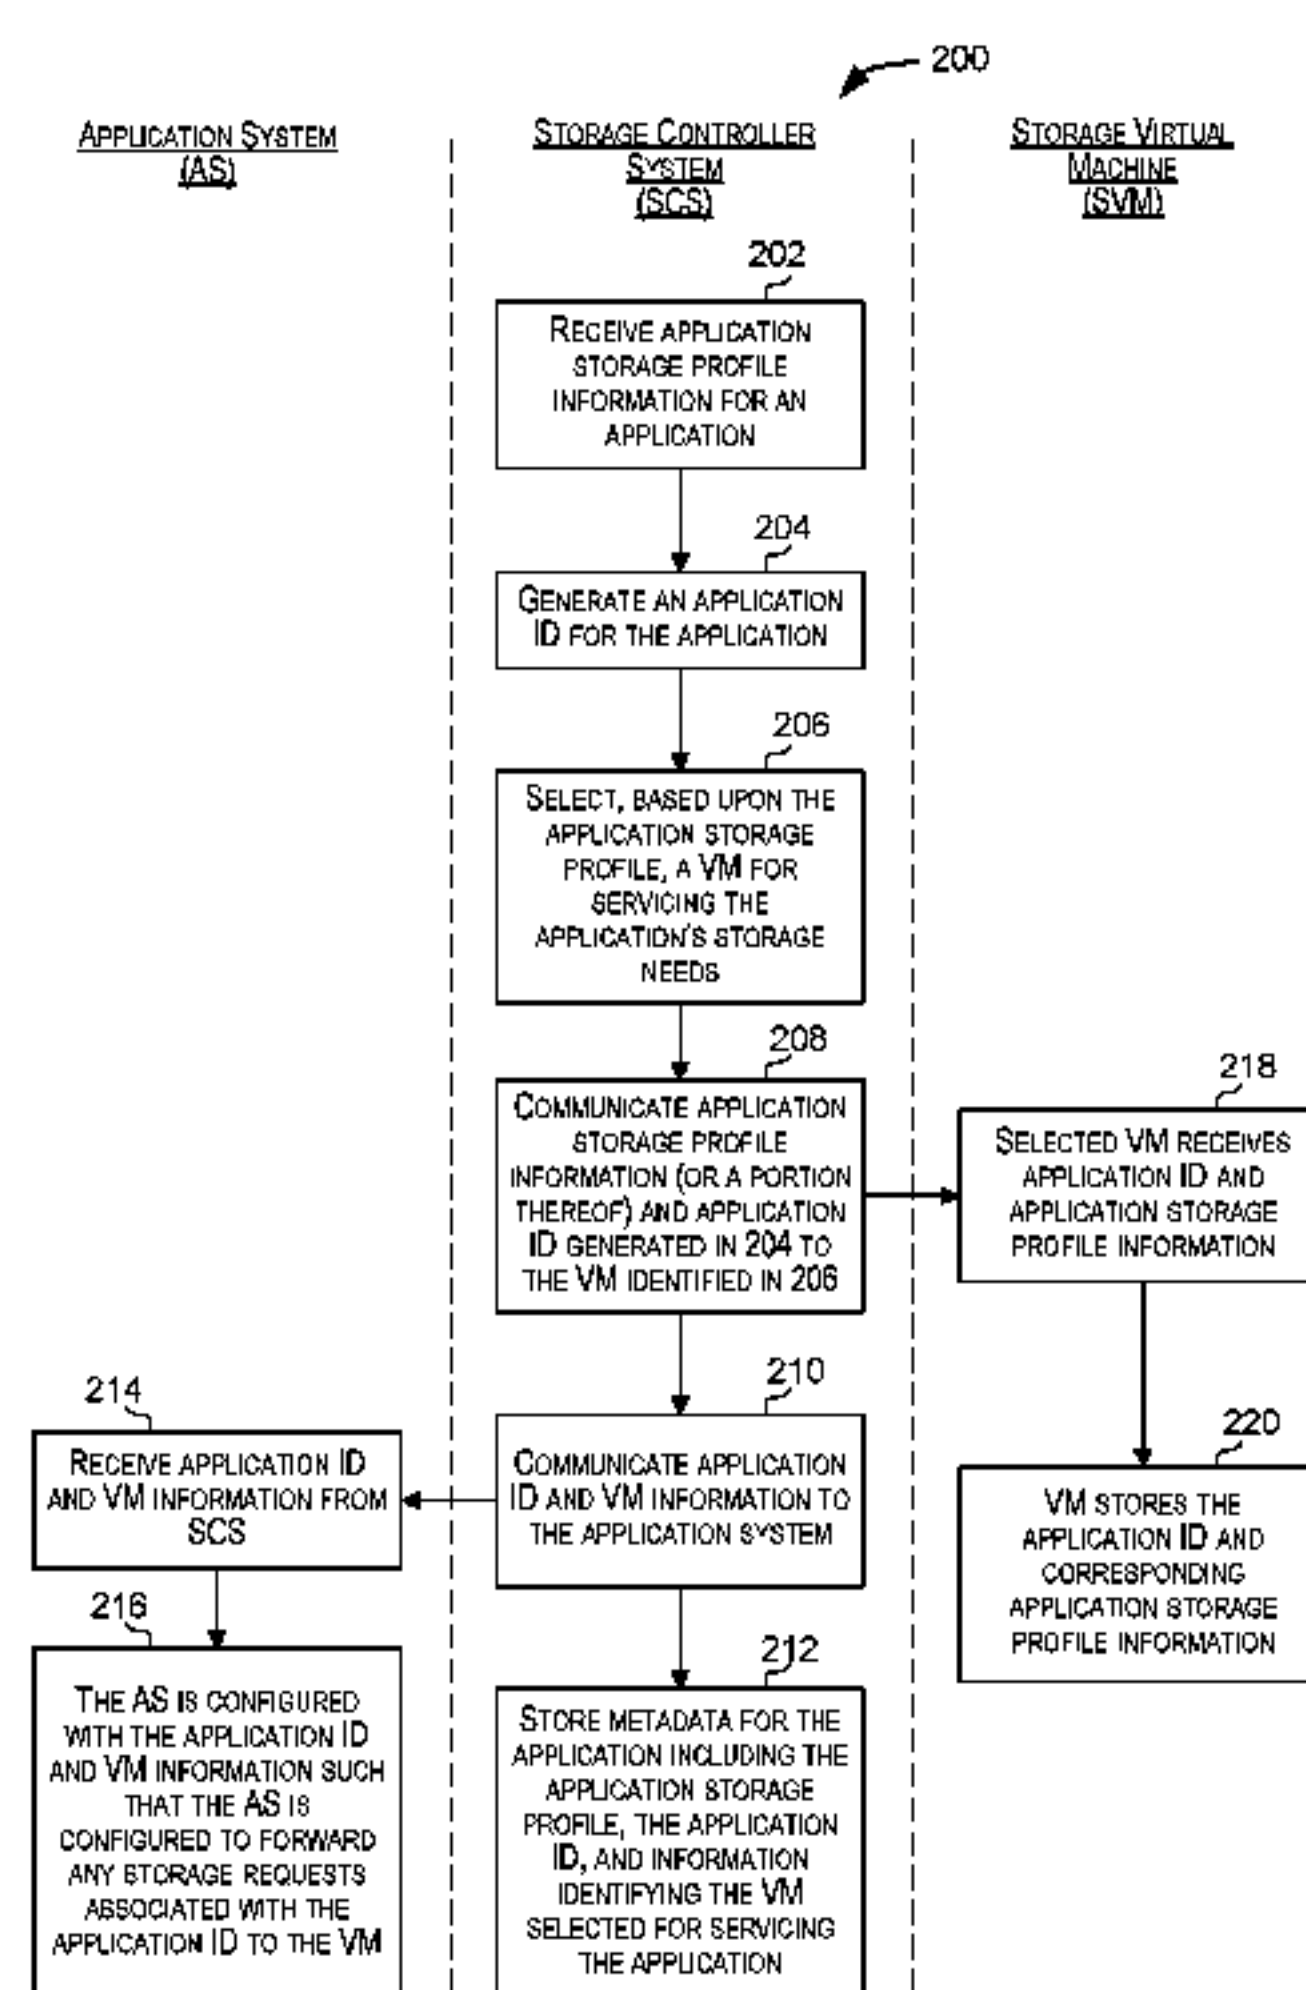 200
APPLICATION SYSTEM
(AS)
STORAGE CONTROLLER
SYSTEM
(SCS)
STORAGE VIRTUAL
MACHINE
(SVM)
202
RECEIVE APPLICATION
STORAGE PROFILE
INFORMATION FOR AN
APPLICATION
204
GENERATE AN APPLICATION
ID FOR THE APPLICATION
206
SELECT, BASED UPON THE
APPLICATION STORAGE
PROFILE, A VM FOR
SERVICING THE
APPLICATION'S STORAGE
NEEDS
208
COMMUNICATE APPLICATION
STORAGE PROFILE
INFORMATION (OR A PORTION
THEREOF) AND APPLICATION
ID GENERATED IN 204 TO
THE VM IDENTIFIED IN 206
218
SELECTED VM RECEIVES
APPLICATION ID AND
APPLICATION STORAGE
PROFILE INFORMATION
210
COMMUNICATE APPLICATION
ID AND VM INFORMATION TO
THE APPLICATION SYSTEM
214
RECEIVE APPLICATION ID
AND VM INFORMATION FROM
SCS
220
VM STORES THE
APPLICATION ID AND
CORRESPONDING
APPLICATION STORAGE
PROFILE INFORMATION
216
THE AS IS CONFIGURED
WITH THE APPLICATION ID
AND VM INFORMATION SUCH
THAT THE AS IS
CONFIGURED TO FORWARD
ANY STORAGE REQUESTS
ASSOCIATED WITH THE
APPLICATION ID TO THE VM
212
STORE METADATA FOR THE
APPLICATION INCLUDING THE
APPLICATION STORAGE
PROFILE, THE APPLICATION
ID, AND INFORMATION
IDENTIFYING THE VM
SELECTED FOR SERVICING
THE APPLICATION